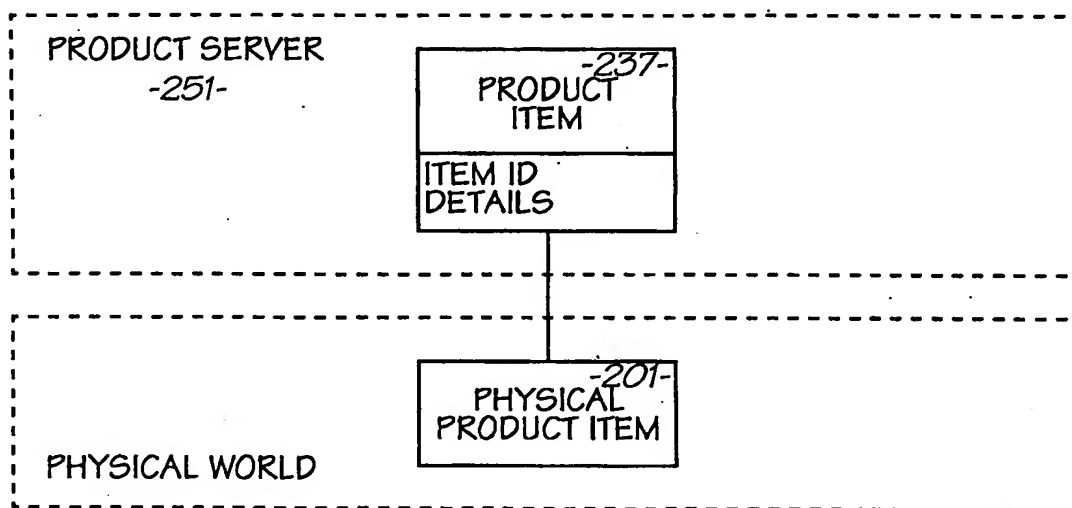 PRODUCT SERVER
-251-
-237-
PRODUCT
ITEM
ITEM ID
DETAILS
-201-
PHYSICAL
PRODUCT ITEM
PHYSICAL WORLD